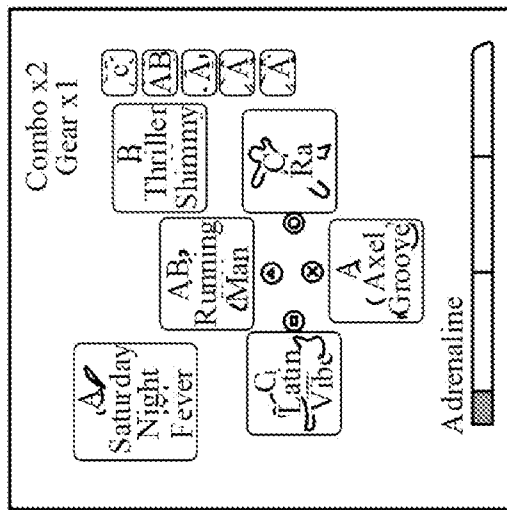 Combo x2
Gear x1
A
Saturday
Night
Fever
B
Thriller
Shimmy
c
AB
A
A
A
AB
Running
Man
C
Latin
Vibe
C
Ra
A
Axel
Groove
Adrenaline